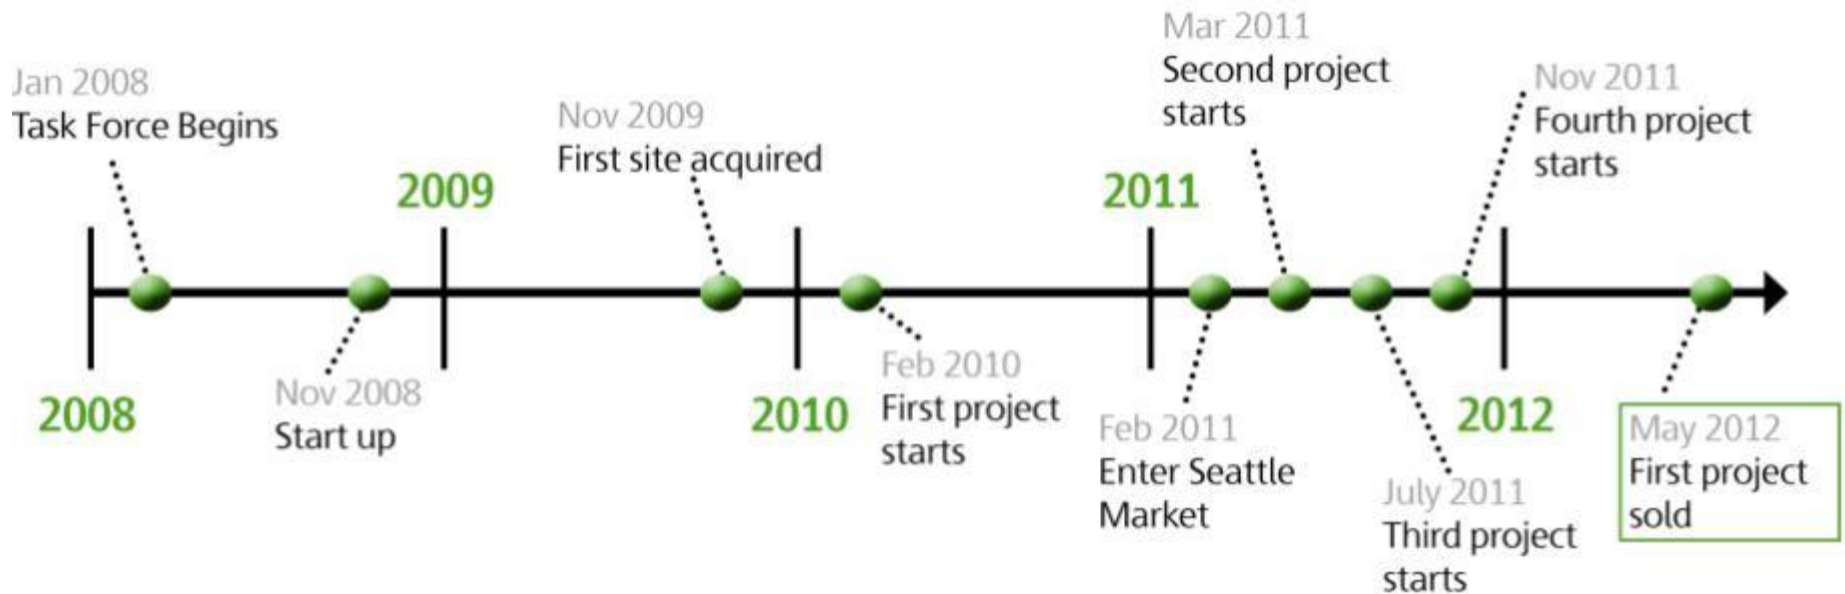 Jan 2008
Task Force Begins
2008
Nov 2008
Start up
2009
Nov 2009
First site acquired
2010
Feb 2010
First project
starts
2011
Feb 2011
Enter Seattle
Market
Mar 2011
Second project
starts
July 2011
Third project
starts
Nov 2011
Fourth project
starts
2012
May 2012
First project
sold